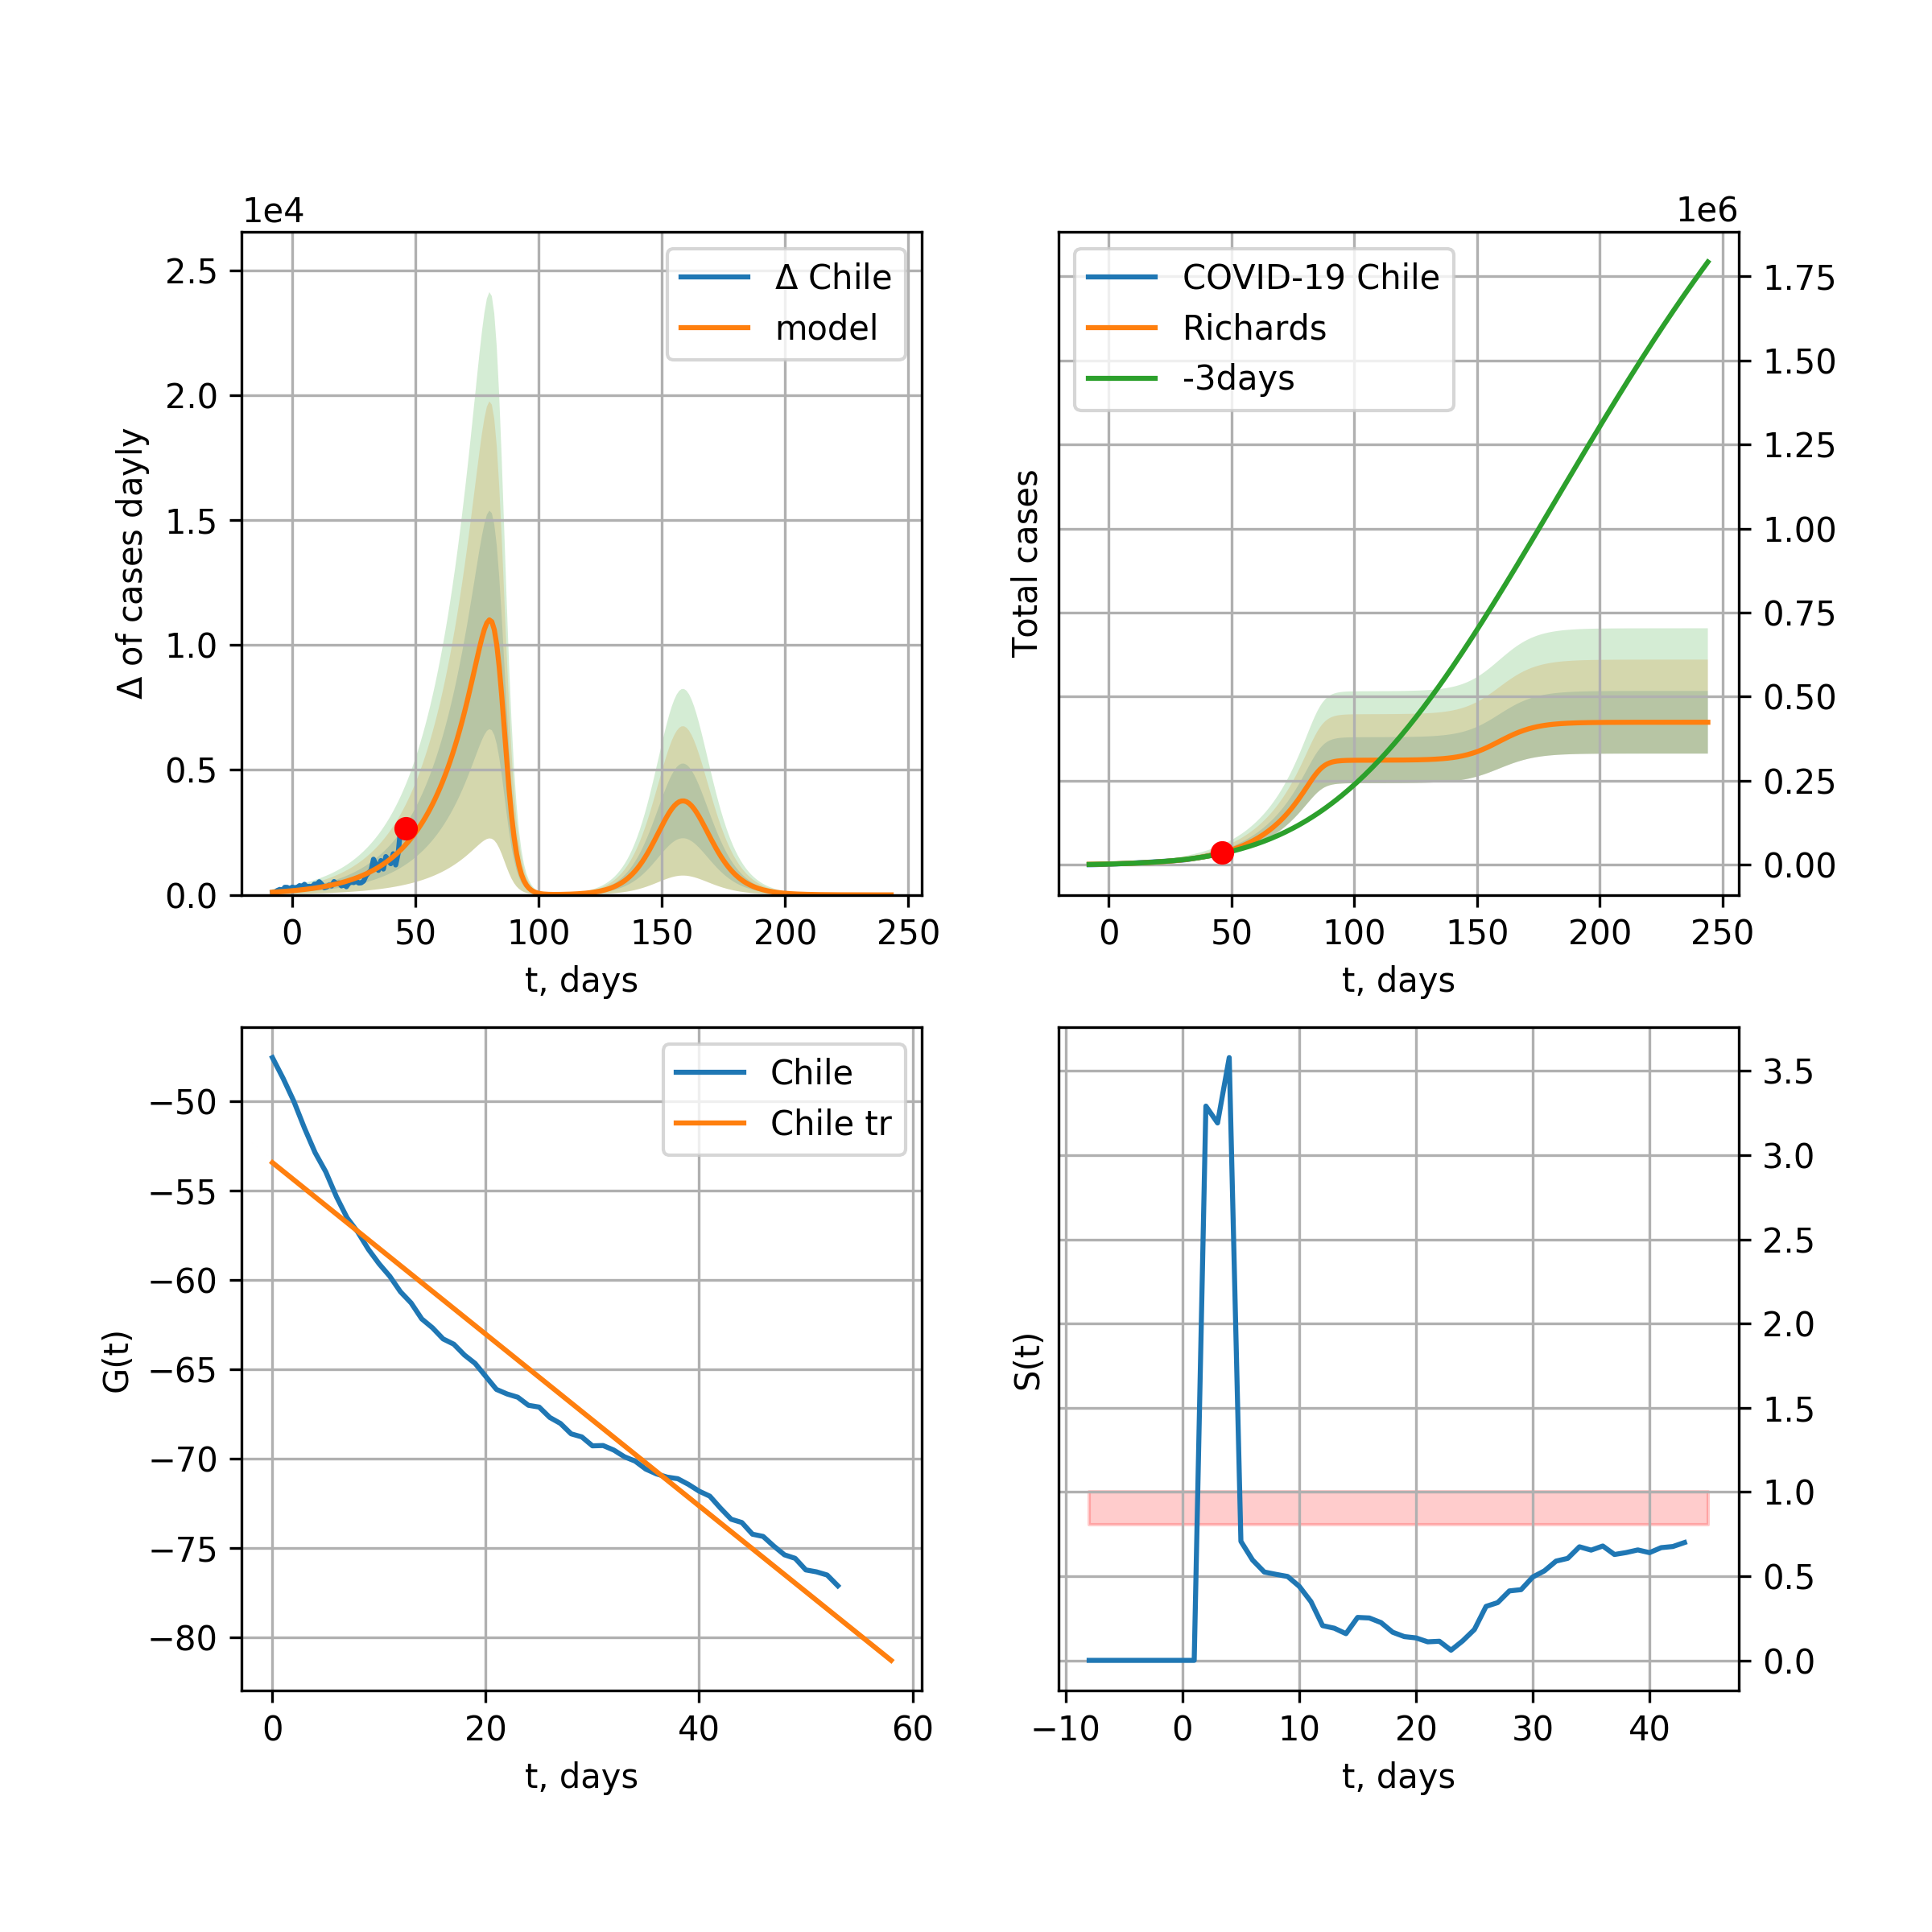 1e4
2.5
2.0
1.5
1.0
0.5
0.0
Δ of cases dayly
Δ Chile
model
0 50 100 150 200 250
t, days
1e6
COVID-19 Chile
Richards
-3days
Total cases
1.75
1.50
1.25
1.00
0.75
0.50
0.25
0.00
0 50 100 150 200 250
t, days
Chile
Chile tr
G(t)
−50
−55
−60
−65
−70
−75
−80
0 20 40 60
t, days
S(t)
3.5
3.0
2.5
2.0
1.5
1.0
0.5
0.0
−10 0 10 20 30 40
t, days